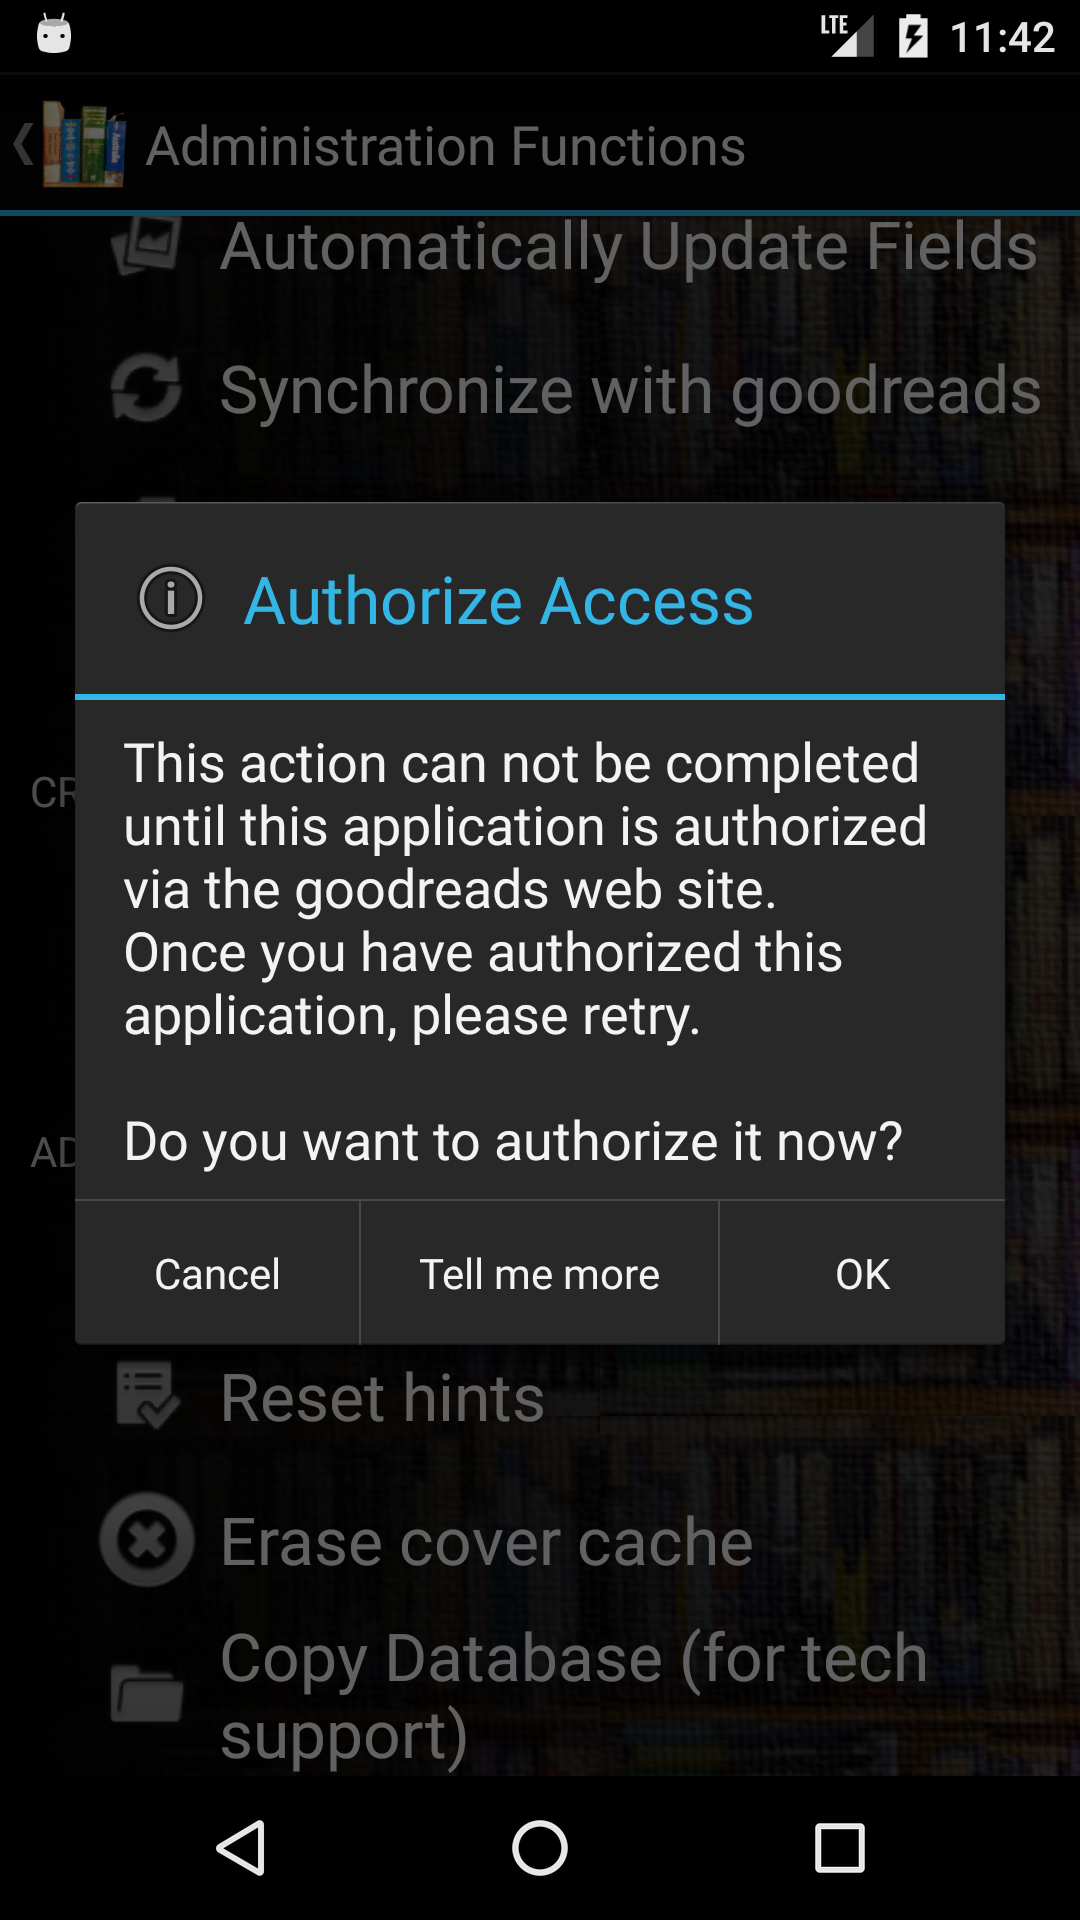 LTE 11:42
Administration Functions
Automatically Update Fields
Synchronize with goodreads
Authorize Access
This action can not be completed
until this application is authorized
via the goodreads web site.
Once you have authorized this
application, please retry.
Do you want to authorize it now?
CR
AD
Cancel Tell me more OK
Reset hints
Erase cover cache
Copy Database (for tech
support)